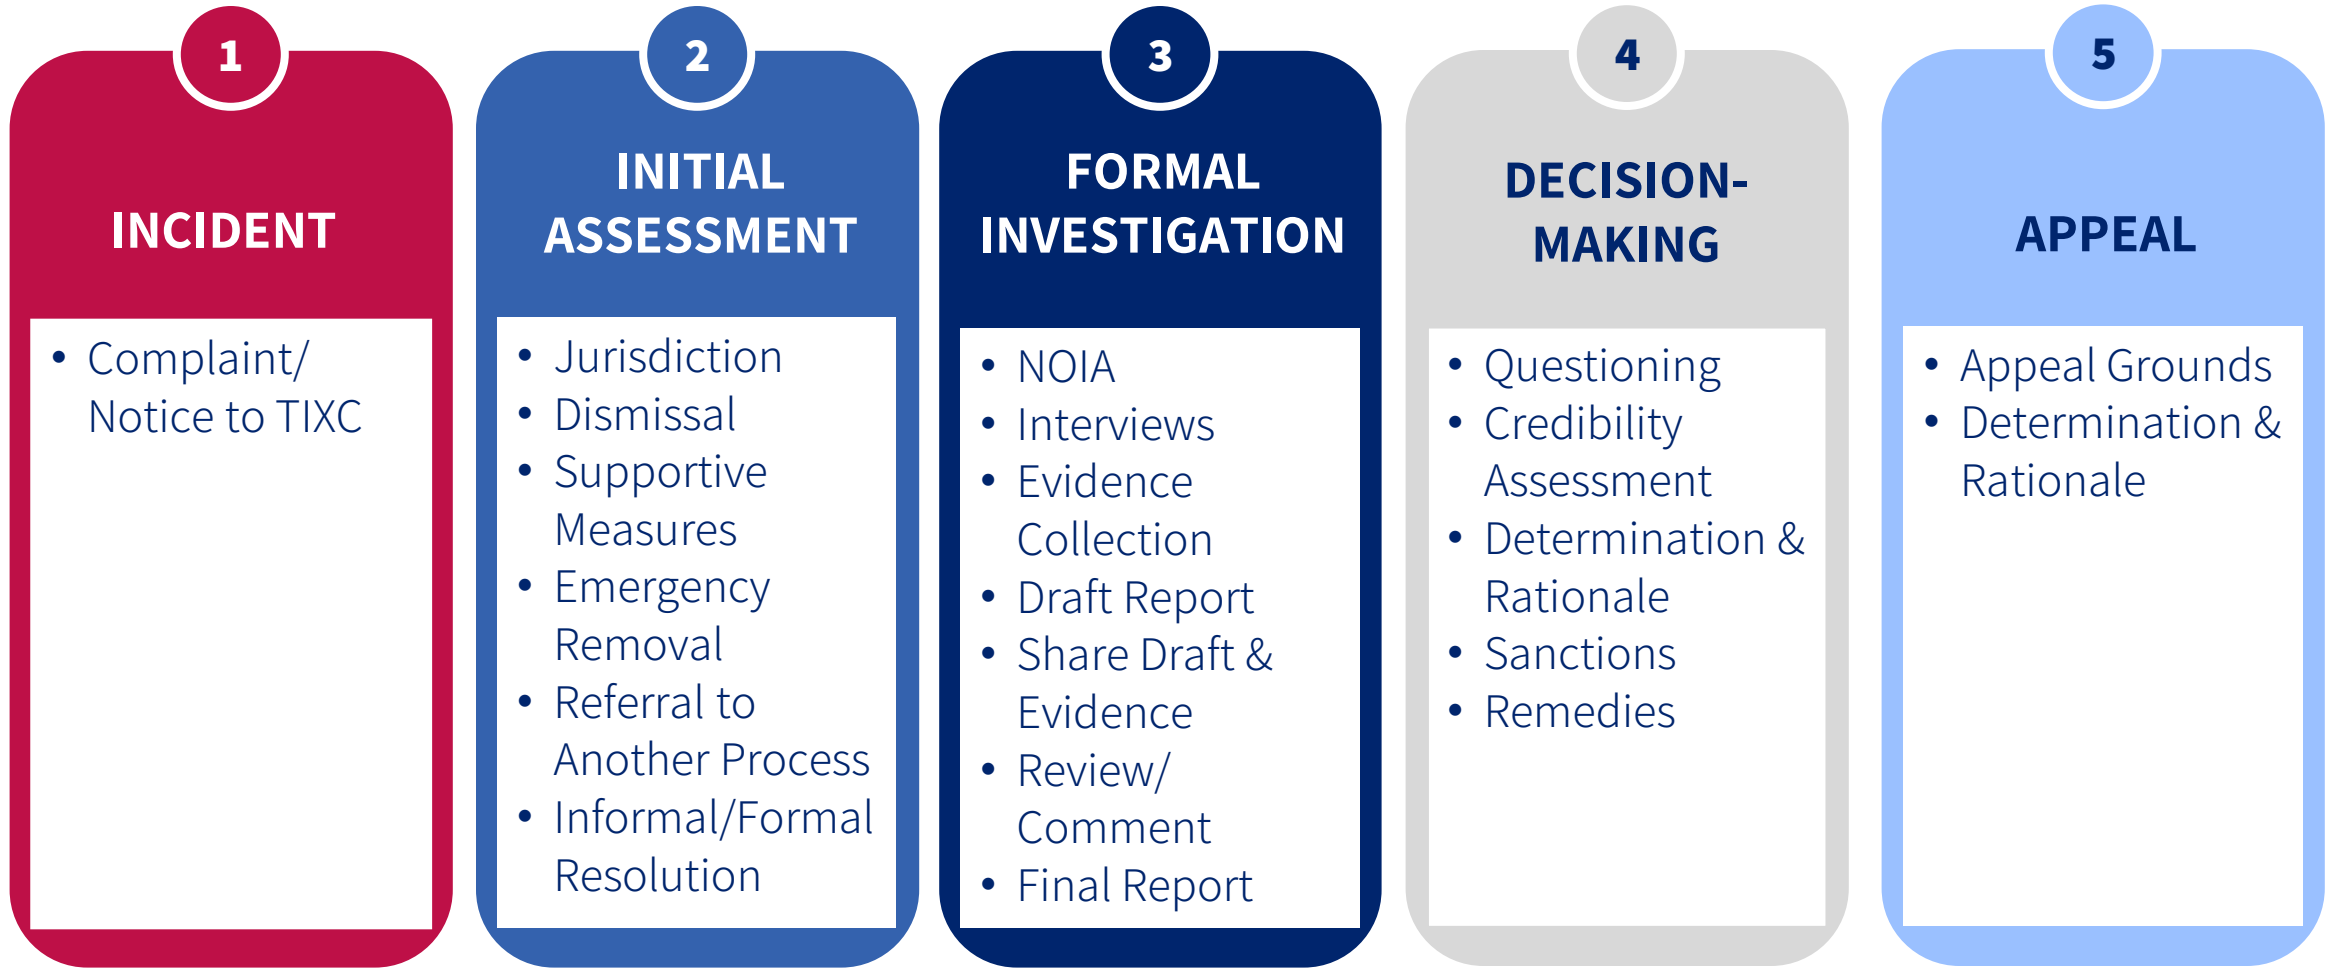 1
INCIDENT
• Complaint/
Notice to TIXC
2
INITIAL
ASSESSMENT
• Jurisdiction
• Dismissal
• Supportive
Measures
• Emergency
Removal
• Referral to
Another Process
• Informal/Formal
Resolution
3
FORMAL
INVESTIGATION
• NOIA
• Interviews
• Evidence
Collection
• Draft Report
• Share Draft &
Evidence
• Review/
Comment
• Final Report
4
DECISION-
MAKING
• Questioning
• Credibility
Assessment
• Determination &
Rationale
• Sanctions
• Remedies
5
APPEAL
• Appeal Grounds
• Determination &
Rationale